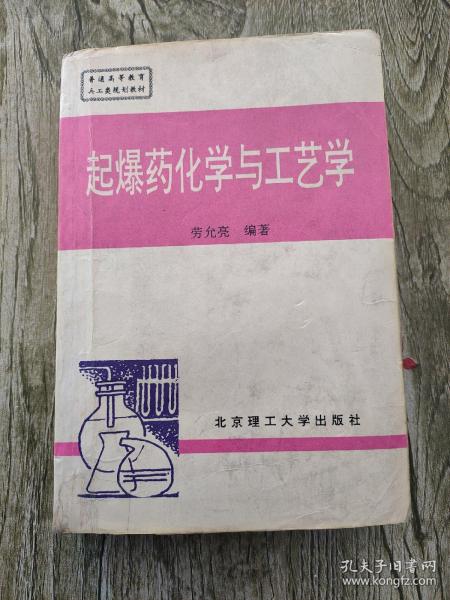 普通高等教育
兵工类规划教材
起爆药化学与工艺学
劳允亮 编著
北京理工大学出版社
孔夫子旧书网
www.kongfz.com